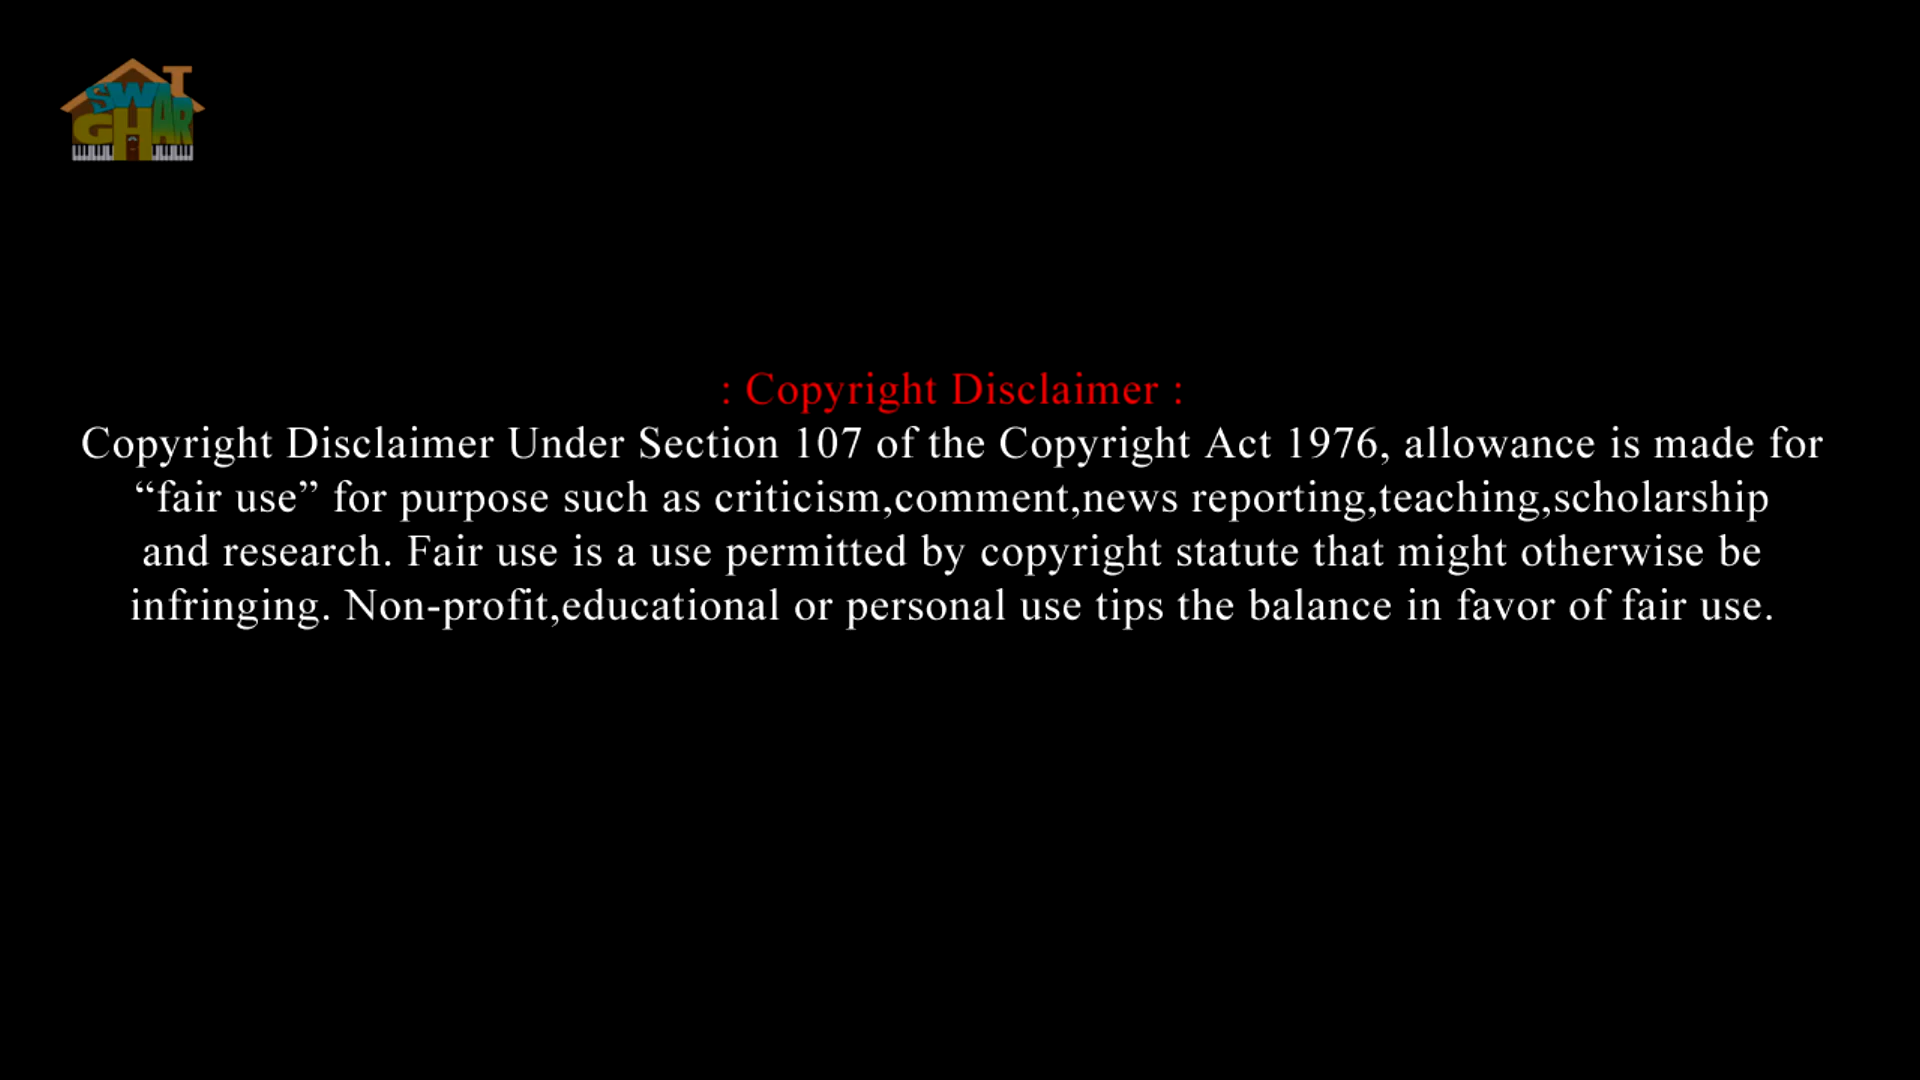 SWAT
GHAR
: Copyright Disclaimer :
Copyright Disclaimer Under Section 107 of the Copyright Act 1976, allowance is made for
“fair use” for purpose such as criticism,comment,news reporting,teaching,scholarship
and research. Fair use is a use permitted by copyright statute that might otherwise be
infringing. Non-profit,educational or personal use tips the balance in favor of fair use.